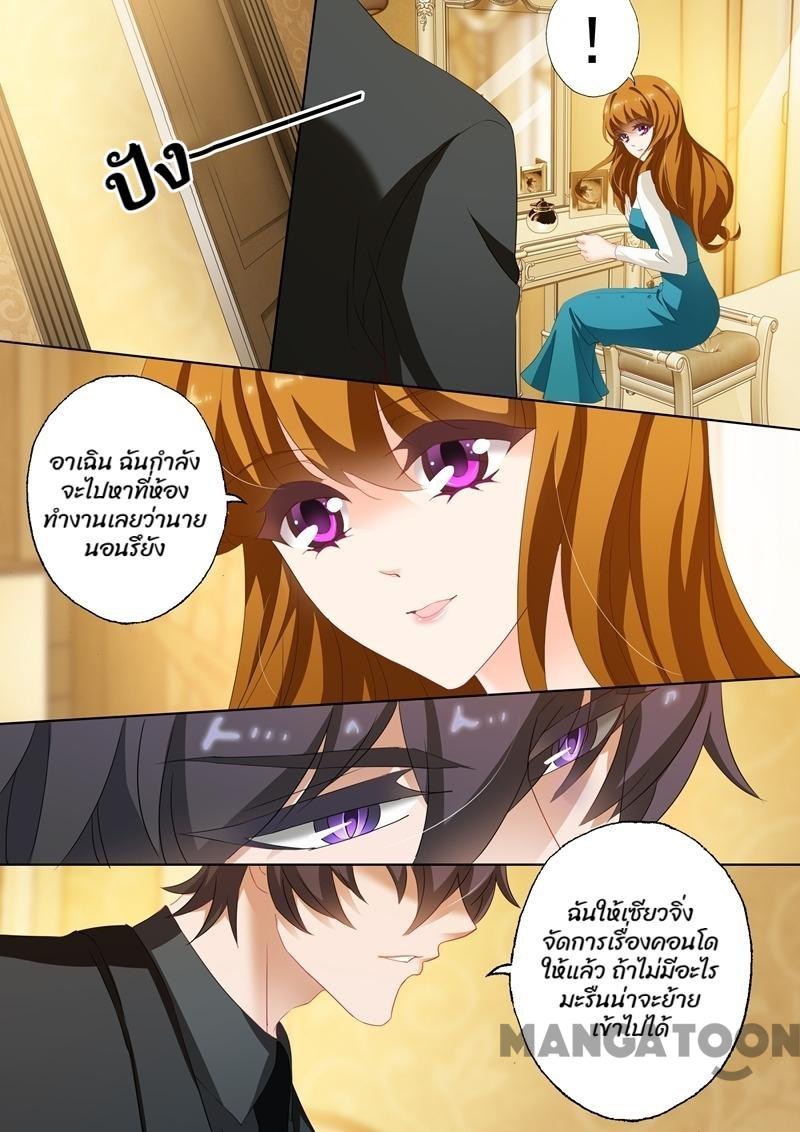 !
ปัง
อาเฉิน ฉันกำลัง
จะไปหาที่ห้อง
ทำงานเลยว่านาย
นอนรึยัง
ฉันให้เซียวจิ่ง
จัดการเรื่องคอนโด
ให้แล้ว ถ้าไม่มีอะไร
มะรืนน่าจะย้าย
เข้าไปได้
MANGATOON